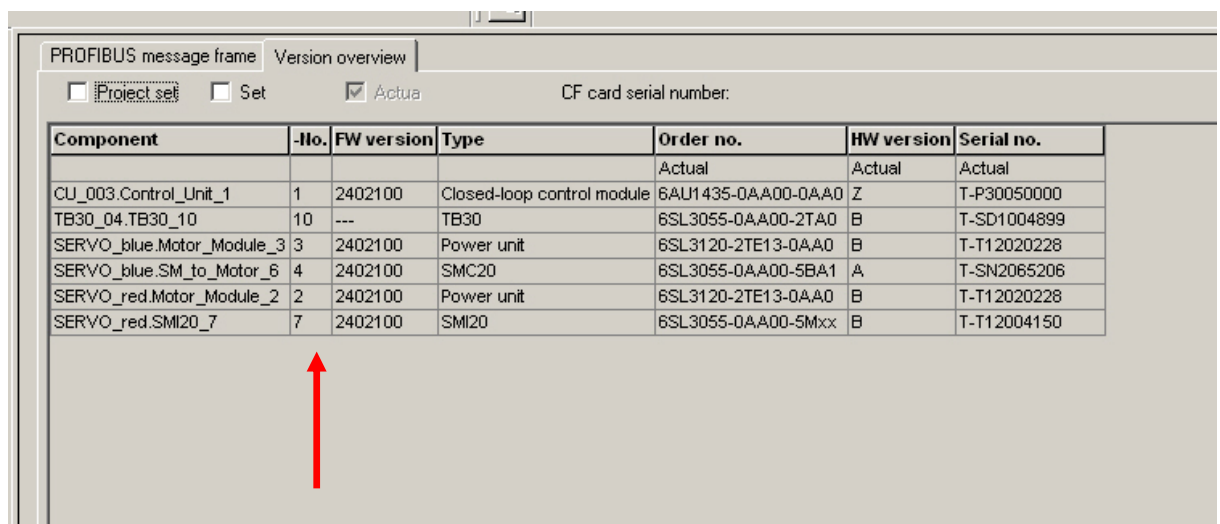 PROFIBUS message frame Version overview
Project set Set Actua CF card serial number:
Component -No. FW version Type Order no. HW version Serial no.
Actual Actual Actual
CU_003.Control_Unit_1 1 2402100 Closed-loop control module 6AU1435-0AA00-0AA0 Z T-P30050000
TB30_04.TB30_10 10 --- TB30 6SL3055-0AA00-2TA0 B T-SD1004899
SERVO_blue.Motor_Module_3 3 2402100 Power unit 6SL3120-2TE13-0AA0 B T-T12020228
SERVO_blue.SM_to_Motor_6 4 2402100 SMC20 6SL3055-0AA00-5BA1 A T-SN2065206
SERVO_red.Motor_Module_2 2 2402100 Power unit 6SL3120-2TE13-0AA0 B T-T12020228
SERVO_red.SMI20_7 7 2402100 SMI20 6SL3055-0AA00-5Mxx B T-T12004150